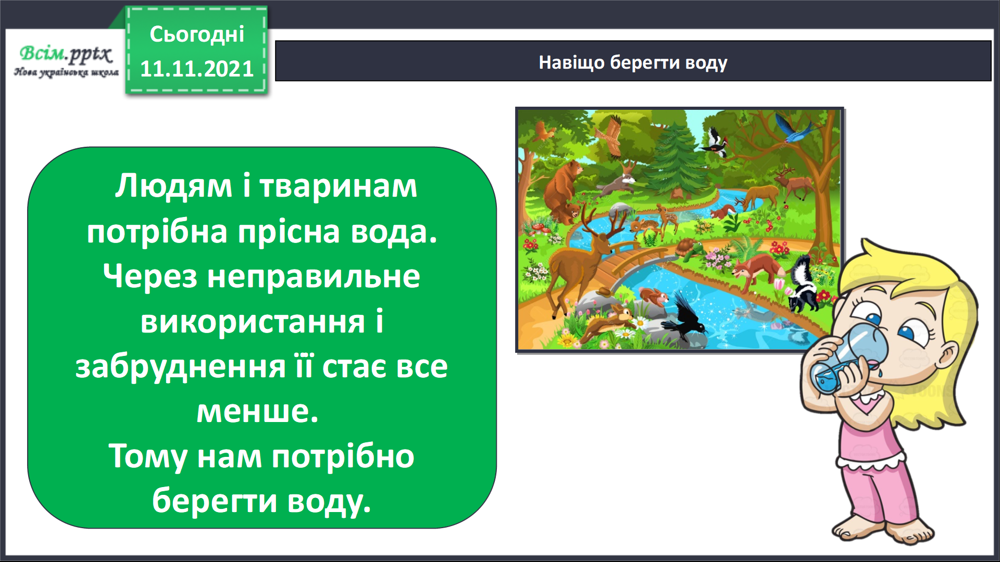 Всім.pptx
Нова українська школа
Сьогодні
11.11.2021
Навіщо берегти воду
Людям і тваринам
потрібна прісна вода.
Через неправильне
використання і
забруднення її стає все
менше.
Тому нам потрібно
берегти воду.